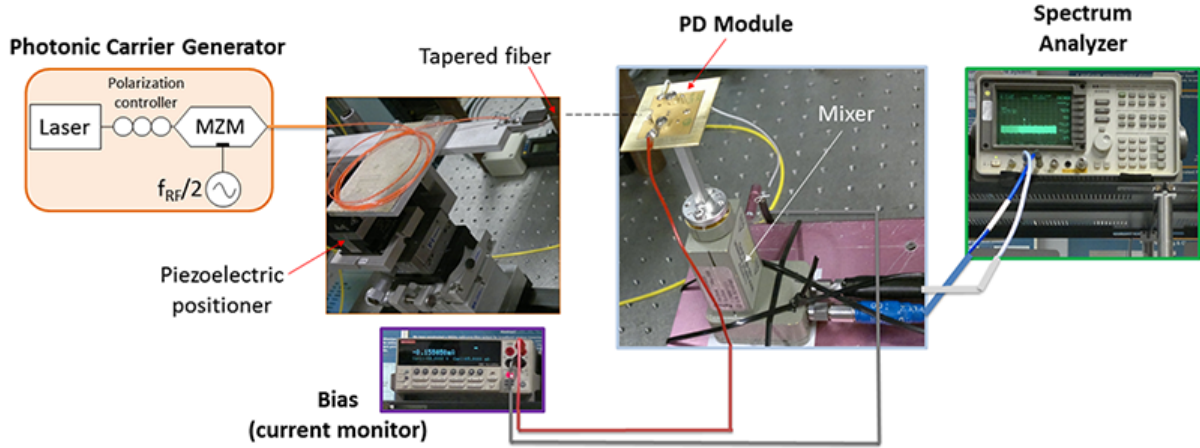 Photonic Carrier Generator
Polarization
controller
Laser
MZM
f_RF/2
Tapered fiber
Piezoelectric
positioner
PD Module
Mixer
Spectrum
Analyzer
Bias
(current monitor)